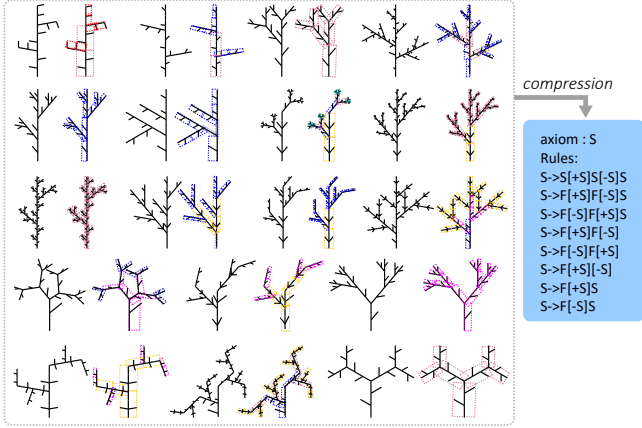 compression
axiom : S
Rules:
S->S[+S]S[-S]S
S->F[+S]F[-S]S
S->F[-S]F[+S]S
S->F[+S]F[-S]
S->F[-S]F[+S]
S->F[+S][-S]
S->F[+S]S
S->F[-S]S